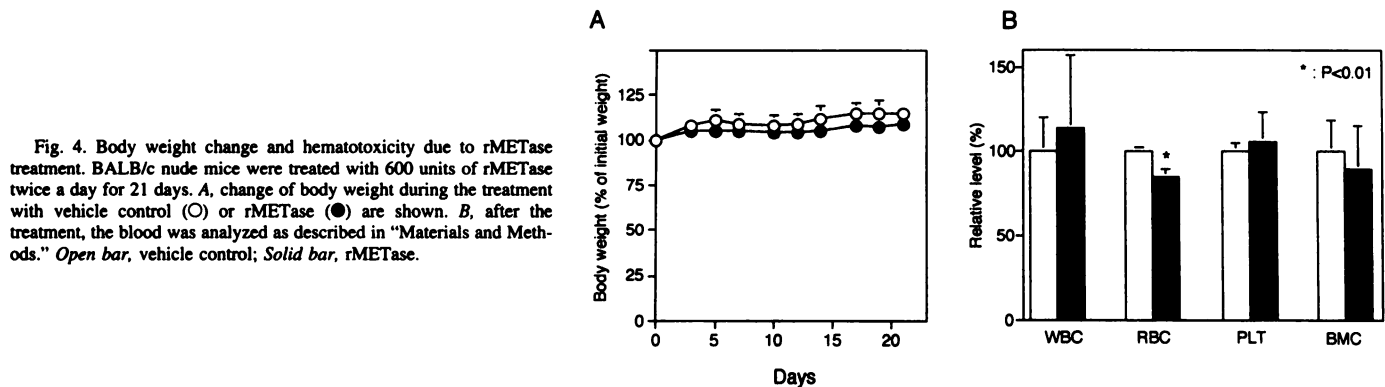 Fig. 4. Body weight change and hematotoxicity due to rMETase
treatment. BALB/c nude mice were treated with 600 units of rMETase
twice a day for 21 days. A, change of body weight during the treatment
with vehicle control (○) or rMETase (●) are shown. B, after the
treatment, the blood was analyzed as described in “Materials and Meth-
ods.” Open bar, vehicle control; Solid bar, rMETase.
A
Body weight (% of initial weight)
125
100
75
50
25
0
0 5 10 15 20
Days
B
Relative level (%)
150
100
50
0
* : P<0.01
*
WBC RBC PLT BMC